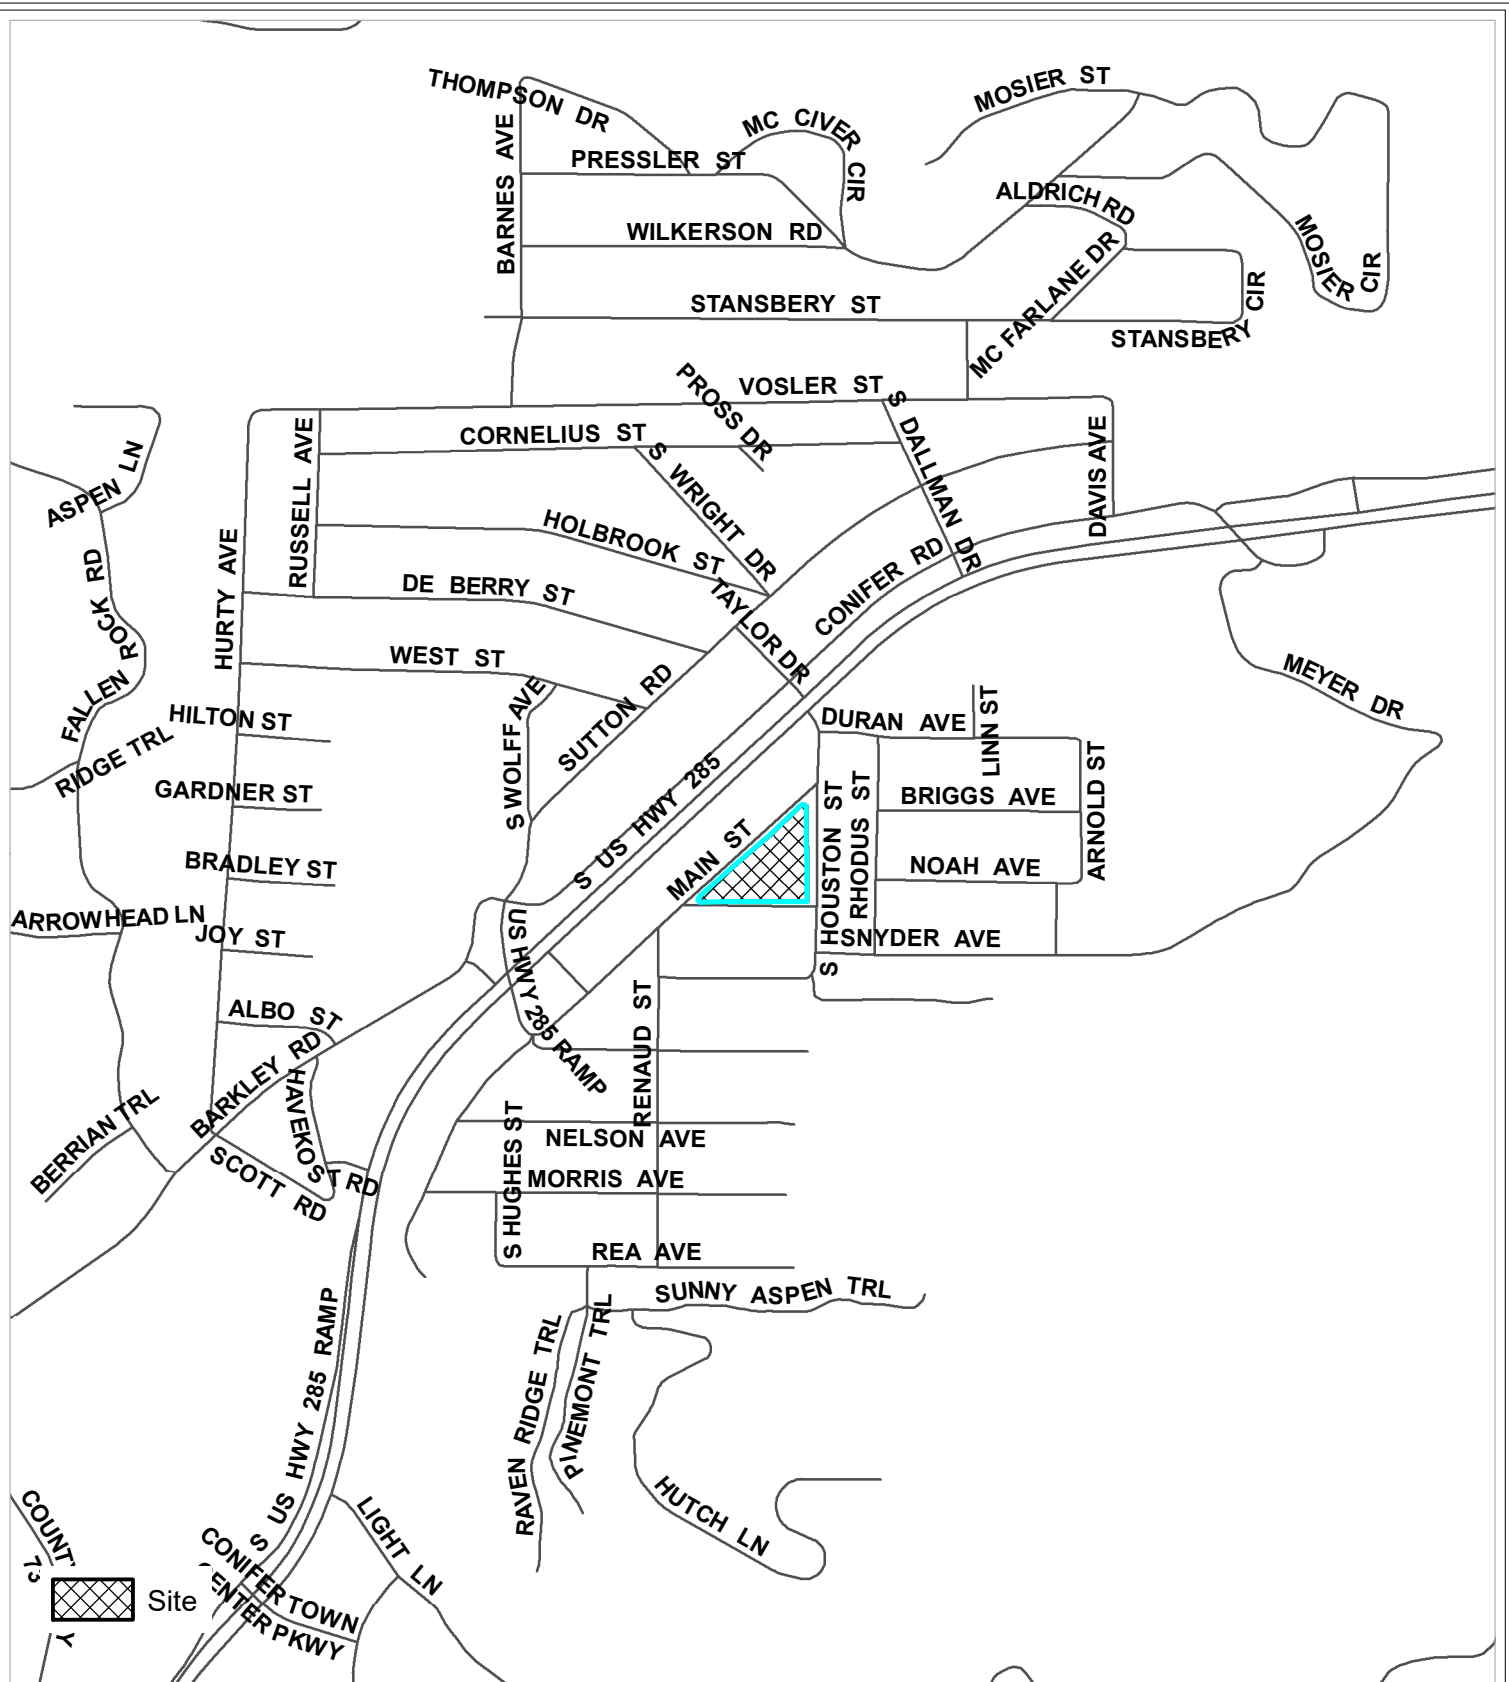 THOMPSON DR
MOSIER ST
MC CIVER CIR
BARNES AVE
PRESSLER ST
ALDRICH RD
WILKERSON RD
MC FARLANE DR
MOSIER CIR
STANSBERY ST
STANSBERY CIR
VOSLER ST
PROSS DR
S DALLMAN DR
CORNELIUS ST
DAVIS AVE
ASPEN LN
RUSSELL AVE
S WRIGHT DR
HOLBROOK ST
HURTY AVE
FALLEN ROCK RD
DE BERRY ST
TAYLOR DR
CONIFER RD
WEST ST
S WOLFF AVE
SUTTON RD
MEYER DR
HILTON ST
RIDGE TRL
DURAN AVE
LINN ST
GARDNER ST
S US HWY 285
BRIGGS AVE
ARNOLD ST
MAIN ST
S HOUSTON ST
RHODUS ST
BRADLEY ST
NOAH AVE
ARROWHEAD LN
JOY ST
SNYDER AVE
US HWY 285 RAMP
ALBO ST
RENAUD ST
BARKLEY RD
HAVEKOST RD
BERRIAN TRL
SCOTT RD
NELSON AVE
S HUGHES ST
MORRIS AVE
REA AVE
SUNNY ASPEN TRL
S US HWY 285 RAMP
RAVEN RIDGE TRL
PINEMONT TRL
HUTCH LN
LIGHT LN
COUNT
73
Y
CONIFER TOWN
ENTER PKWY
Site